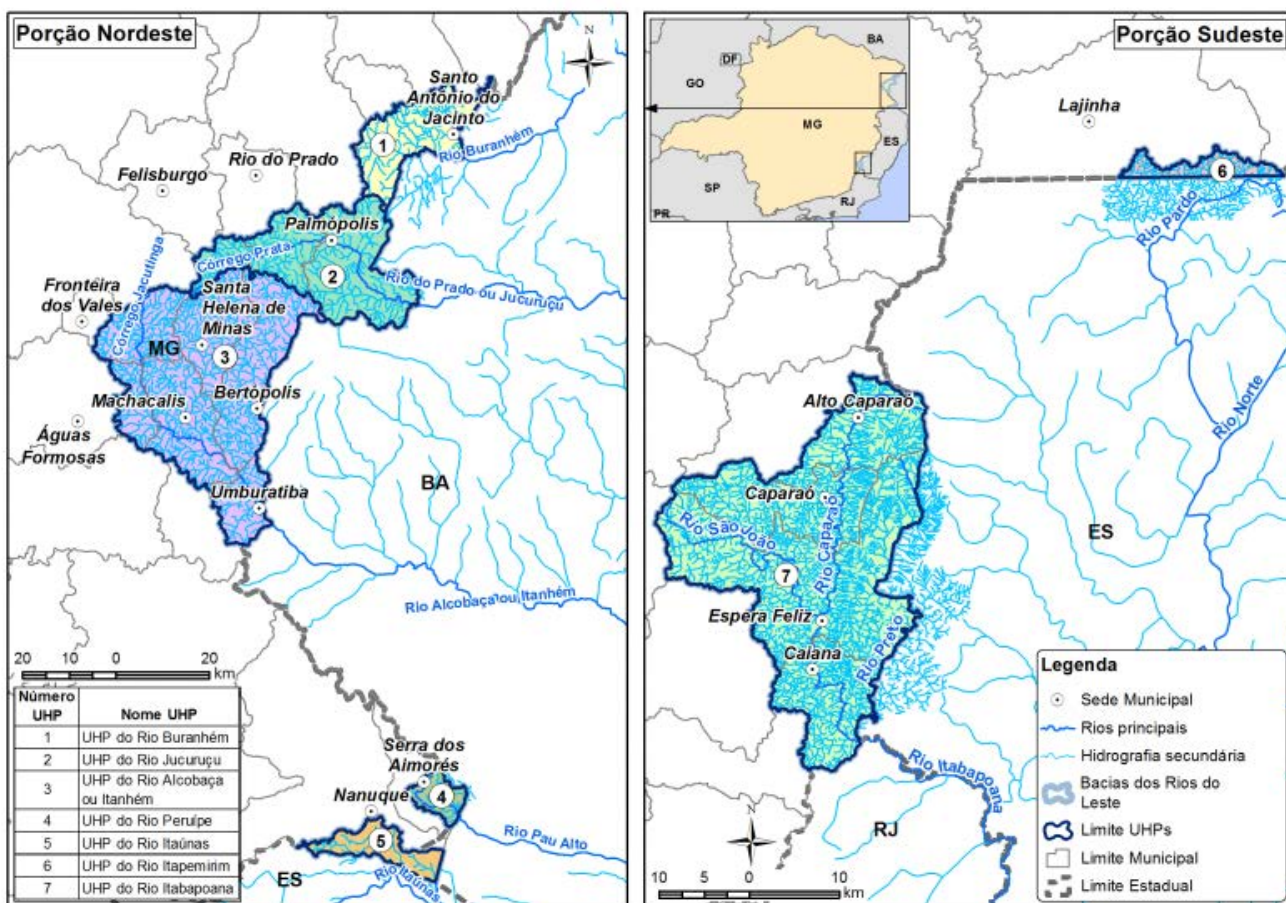 Porção Nordeste
N
Santo
Antônio do
Jacinto
1
Rio Buranhém
Rio do Prado
Felisburgo
Palmópolis
Córrego Prata
2
Rio do Prado ou Jucuruçu
Fronteira
dos Vales
Córrego Jacutinga
Santa
Helena de
Minas
MG
3
Bertópolis
Machacalis
Águas
Formosas
BA
Umburatiba
Rio Alcobaça ou Itanhém
20 10 0 20
km
Número
UHP
Nome UHP
1 UHP do Rio Buranhém
2 UHP do Rio Jucuruçu
3 UHP do Rio Alcobaça
ou Itanhém
4 UHP do Rio Peruípe
5 UHP do Rio Itaúnas
6 UHP do Rio Itapemirim
7 UHP do Rio Itabapoana
Serra dos
Aimorés
4
Nanuque
5
Rio Pau Alto
ES
Rio Itaúnas
Porção Sudeste
BA
DF
GO
MG
ES
SP
RJ
PR
Lajinha
6
Rio Pardo
Rio Norte
Alto Caparaó
Caparaó
Rio São João
Rio Caparaó
7
ES
Espera Feliz
Caiana
Rio Preto
Rio Itabapoana
RJ
N
10 5 0 10
km
Legenda
Sede Municipal
Rios principais
Hidrografia secundária
Bacias dos Rios do
Leste
Limite UHPs
Limite Municipal
Limite Estadual